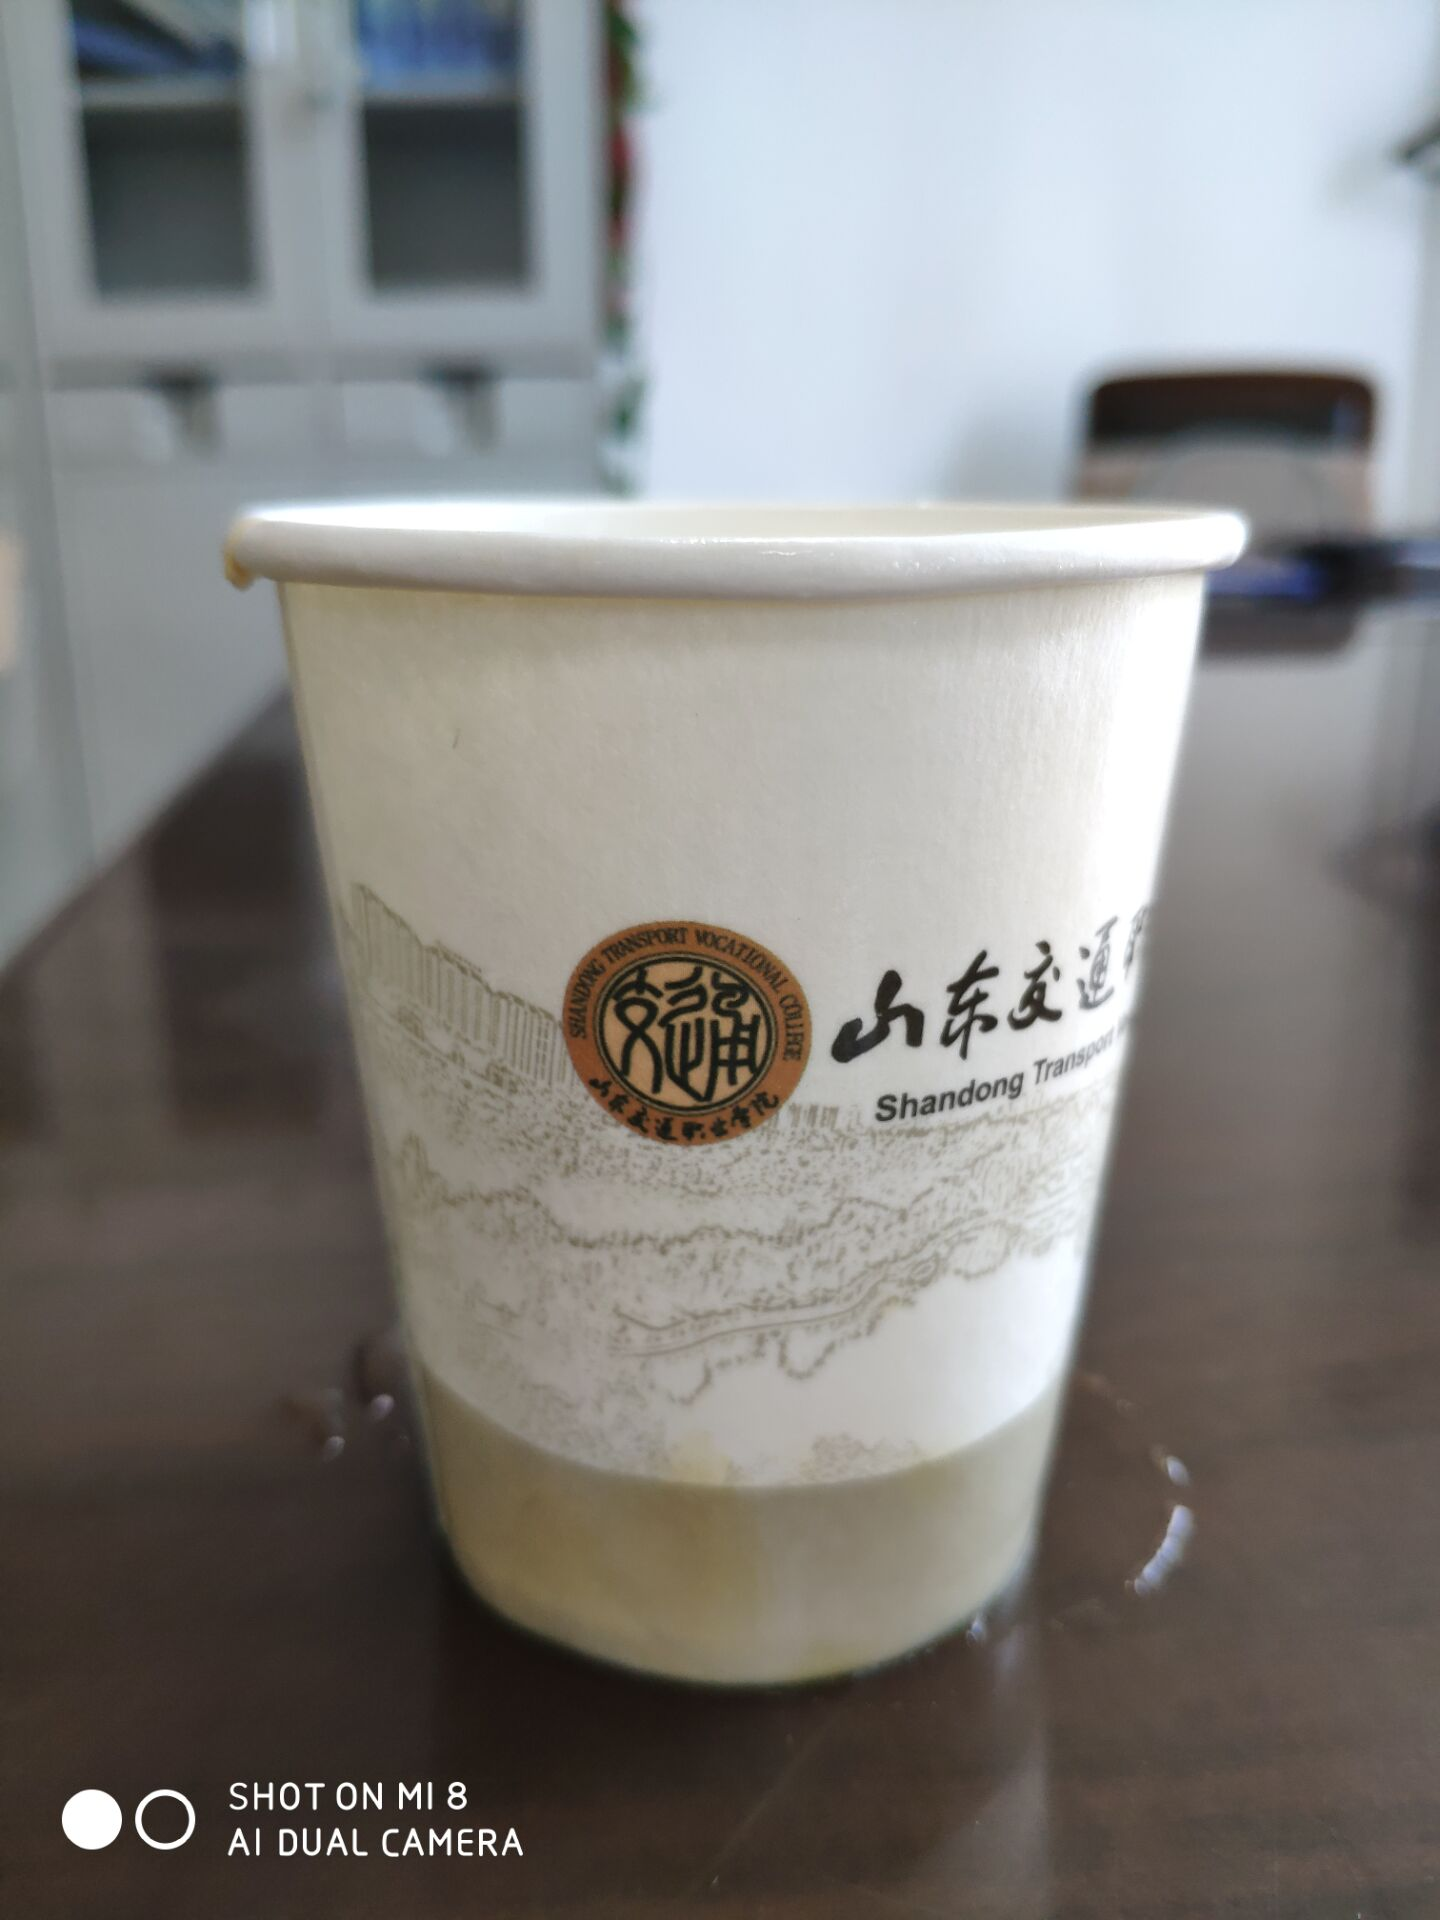 SHANDONG TRANSPORT VOCATIONAL COLLEGE
交通
山东交通职业学院
山东交通
Shandong Transport
SHOT ON MI 8
AI DUAL CAMERA